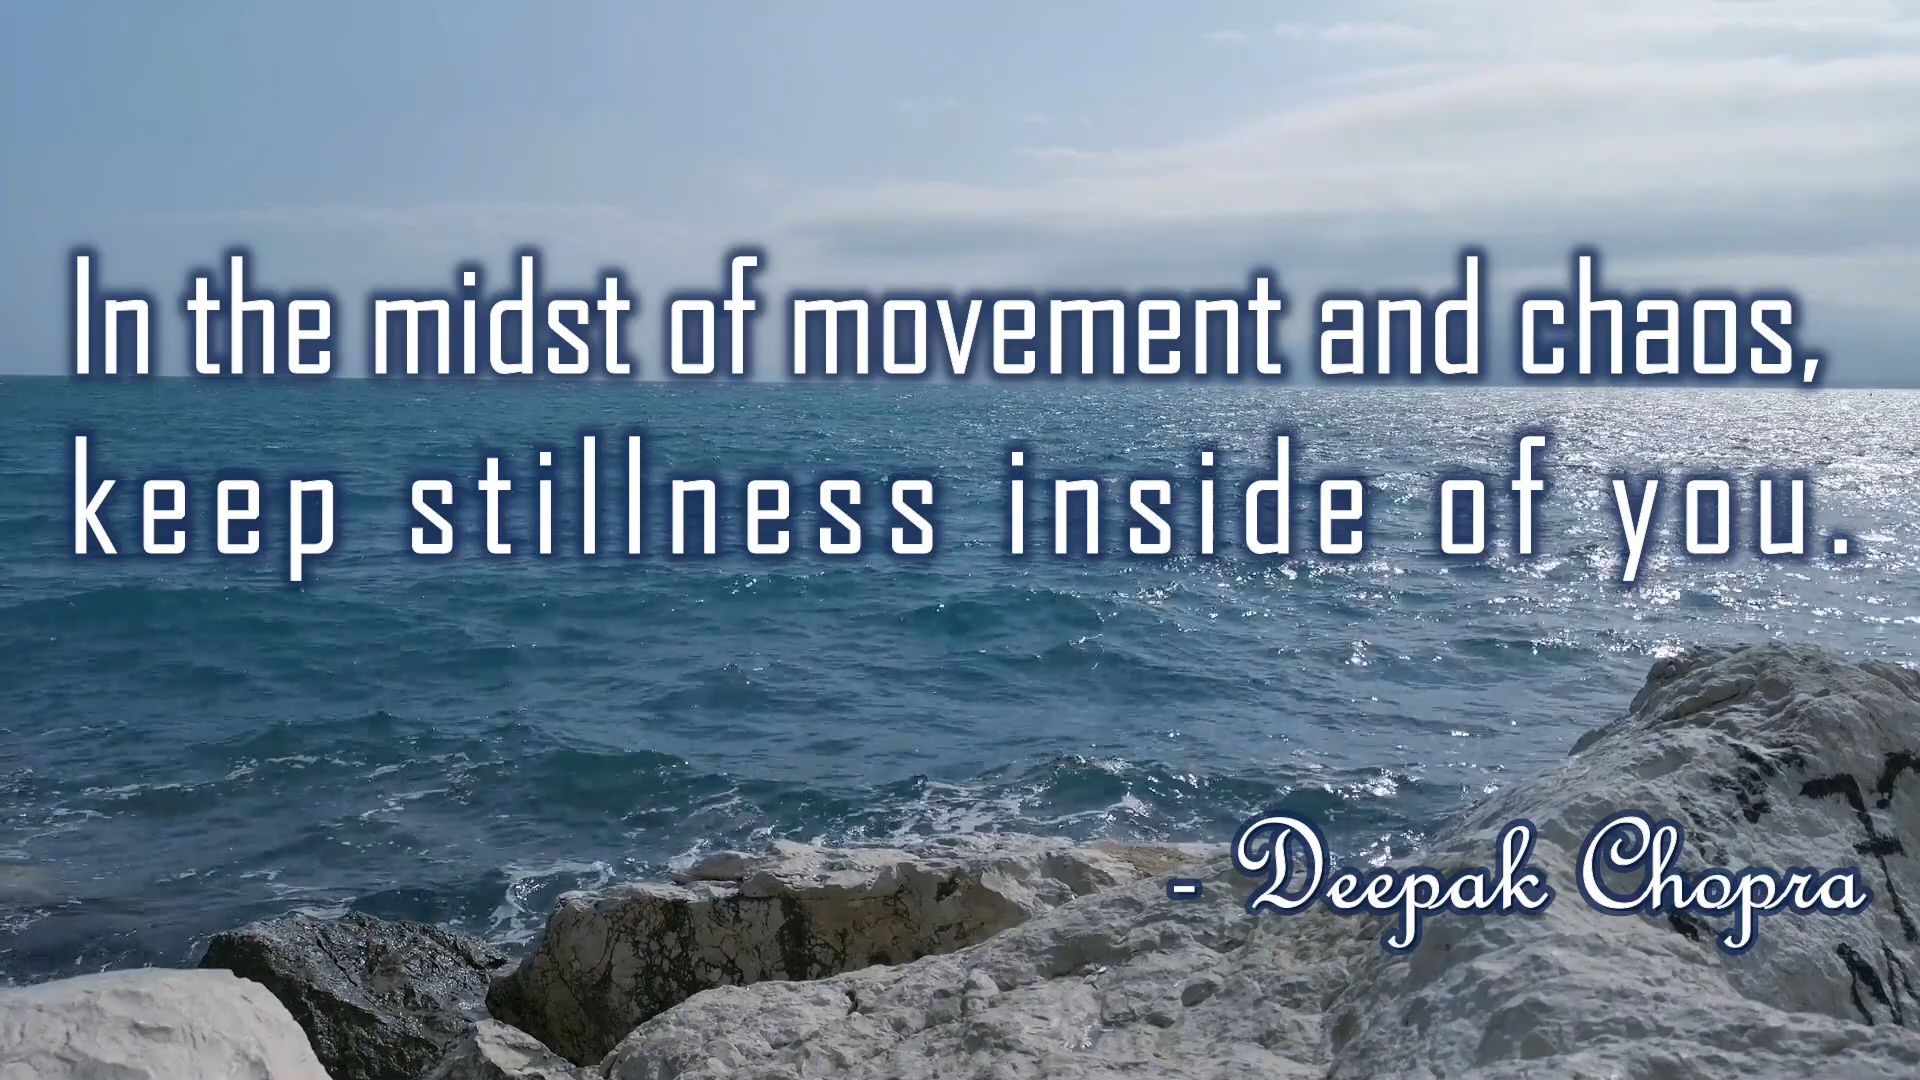 In the midst of movement and chaos,
keep stillness inside of you.
- Deepak Chopra